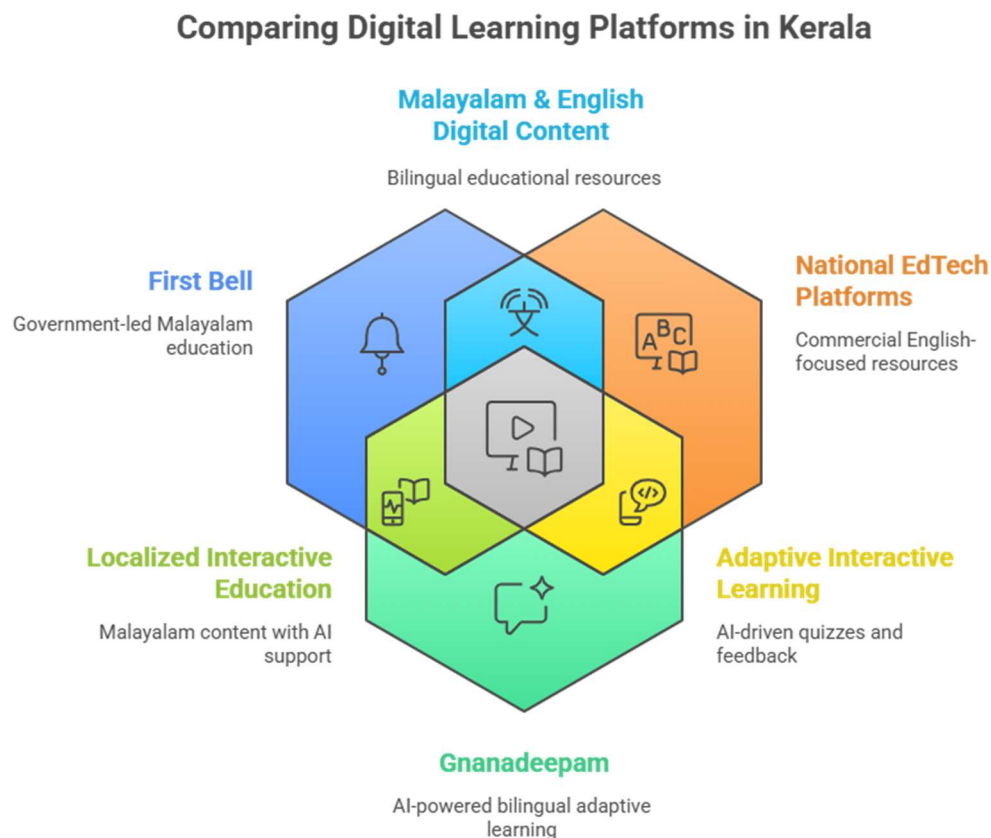 Comparing Digital Learning Platforms in Kerala
Malayalam & English
Digital Content
Bilingual educational resources
First Bell
Government-led Malayalam
education
National EdTech
Platforms
Commercial English-
focused resources
A B C
</>
Localized Interactive
Education
Malayalam content with AI
support
Adaptive Interactive
Learning
AI-driven quizzes and
feedback
Gnanadeepam
AI-powered bilingual adaptive
learning